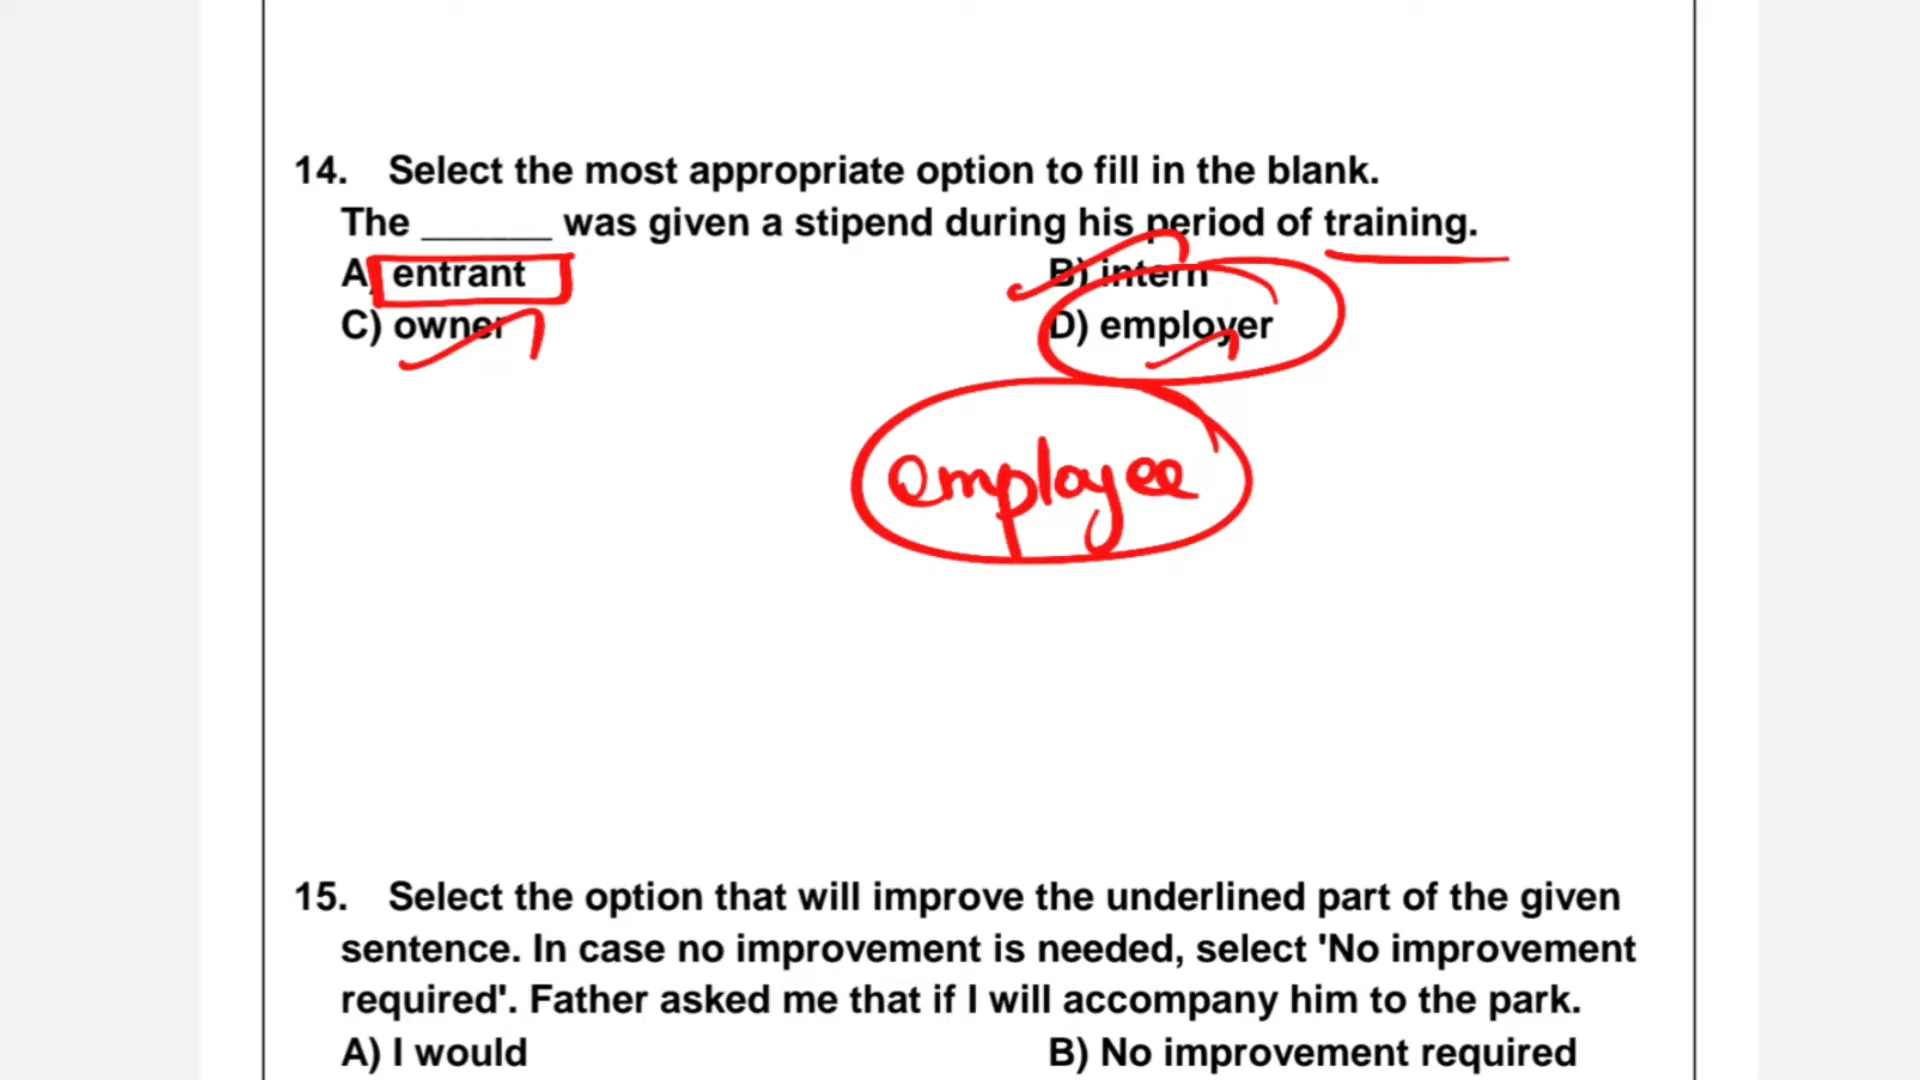 14. Select the most appropriate option to fill in the blank.
The ______ was given a stipend during his period of training.
A) entrant B) intern
C) owner D) employer
employee
15. Select the option that will improve the underlined part of the given
sentence. In case no improvement is needed, select 'No improvement
required'. Father asked me that if I will accompany him to the park.
A) I would B) No improvement required